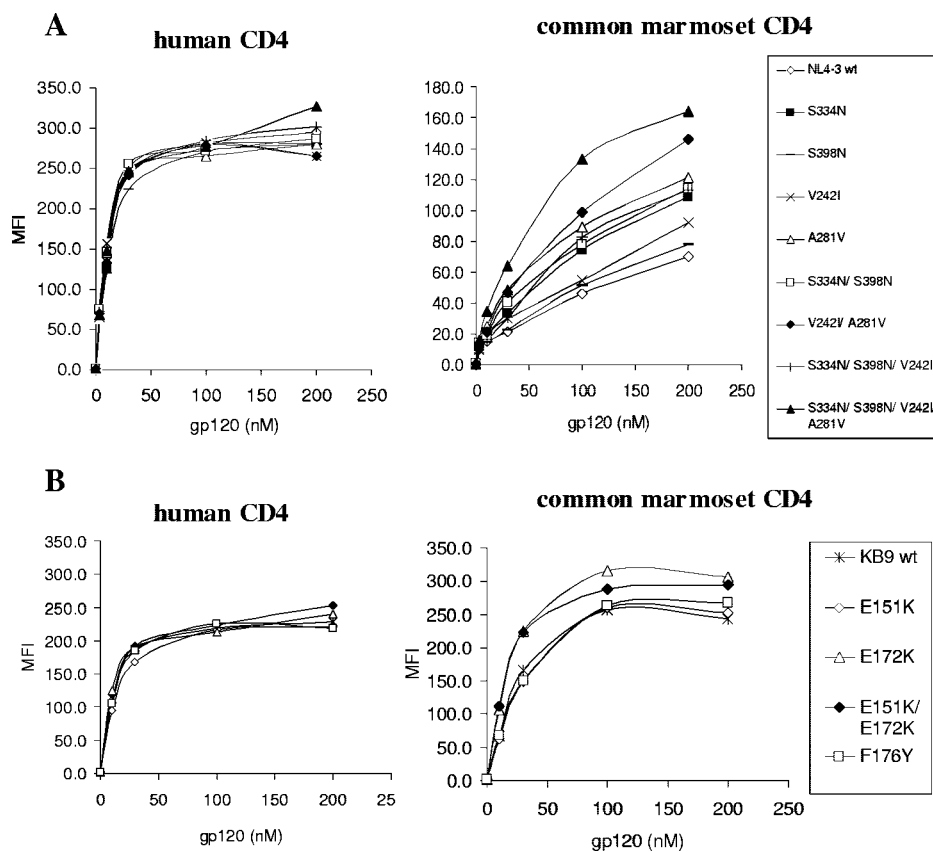 A
human CD4
common marmoset CD4
350.0
300.0
250.0
200.0
150.0
100.0
50.0
0.0
MFI
0 50 100 150 200 250
gp120 (nM)
180.0
160.0
140.0
120.0
100.0
80.0
60.0
40.0
20.0
0.0
0 50 100 150 200 250
gp120 (nM)
NL4-3 wt
S334N
S398N
V242I
A281V
S334N/ S398N
V242I/ A281V
S334N/ S398N/ V242I
S334N/ S398N/ V242I/
A281V
B
human CD4
common marmoset CD4
350.0
300.0
250.0
200.0
150.0
100.0
50.0
0.0
MFI
0 50 100 150 200 250
gp120 (nM)
350.0
300.0
250.0
200.0
150.0
100.0
50.0
0.0
MFI
0 50 100 150 200 250
gp120 (nM)
KB9 wt
E151K
E172K
E151K/
E172K
F176Y